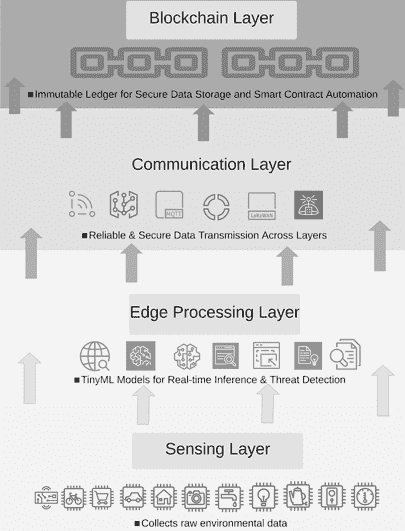 Blockchain Layer
■Immutable Ledger for Secure Data Storage and Smart Contract Automation
Communication Layer
MQTT
LoRaWAN
■Reliable & Secure Data Transmission Across Layers
Edge Processing Layer
■TinyML Models for Real-time Inference & Threat Detection
Sensing Layer
■Collects raw environmental data